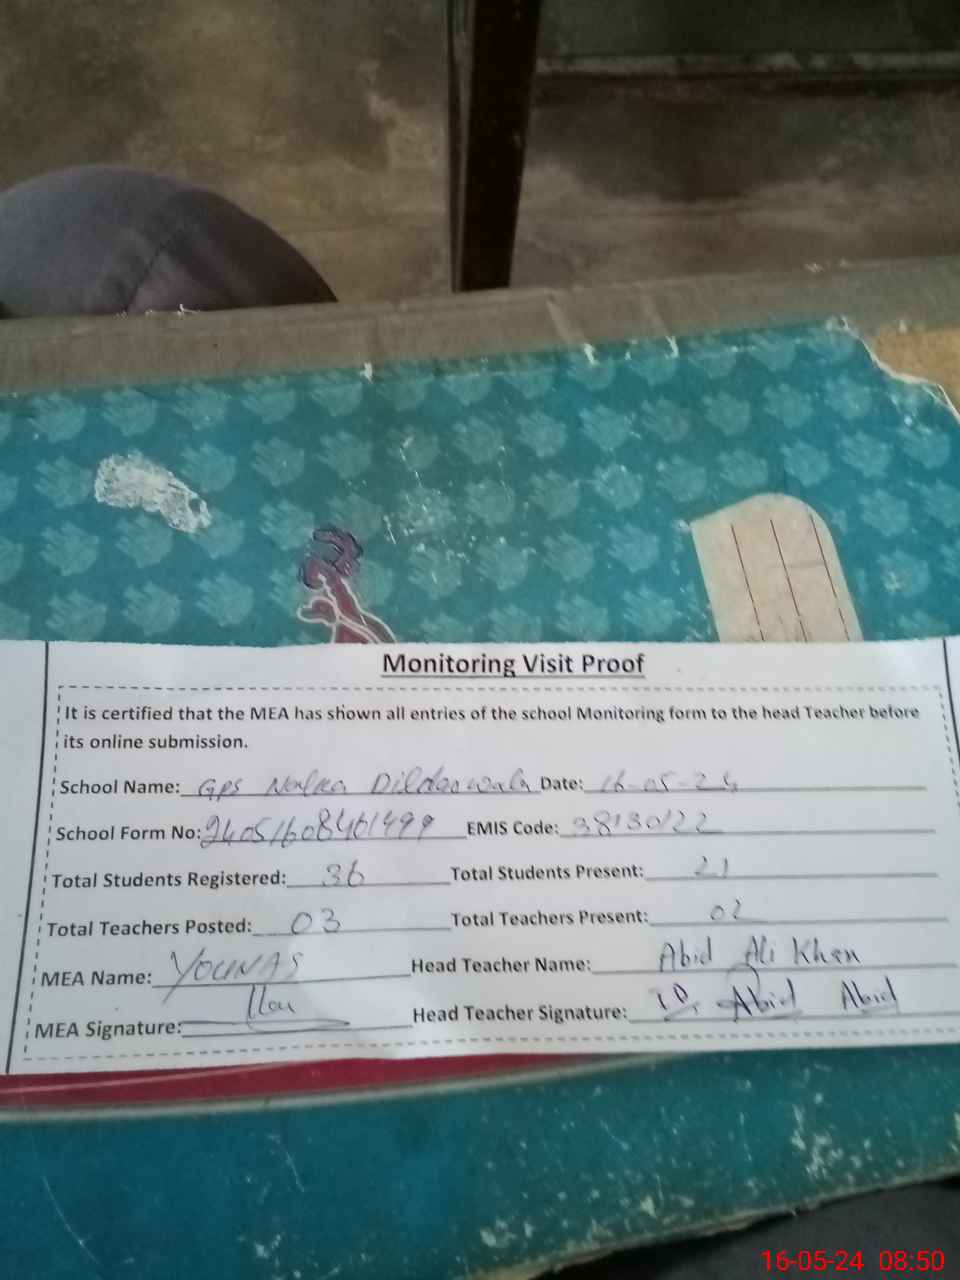 Monitoring Visit Proof
It is certified that the MEA has shown all entries of the school Monitoring form to the head Teacher before
its online submission.
School Name: GPS Dildaowala Date: 16-05-24
School Form No: 24051608401499 EMIS Code: 38130122
Total Students Registered: 36 Total Students Present: 21
Total Teachers Posted: 03 Total Teachers Present: 02
MEA Name: YOUNAS Head Teacher Name: Abid Ali Khan
MEA Signature: Head Teacher Signature: Abid Abid
16-05-24 08:50